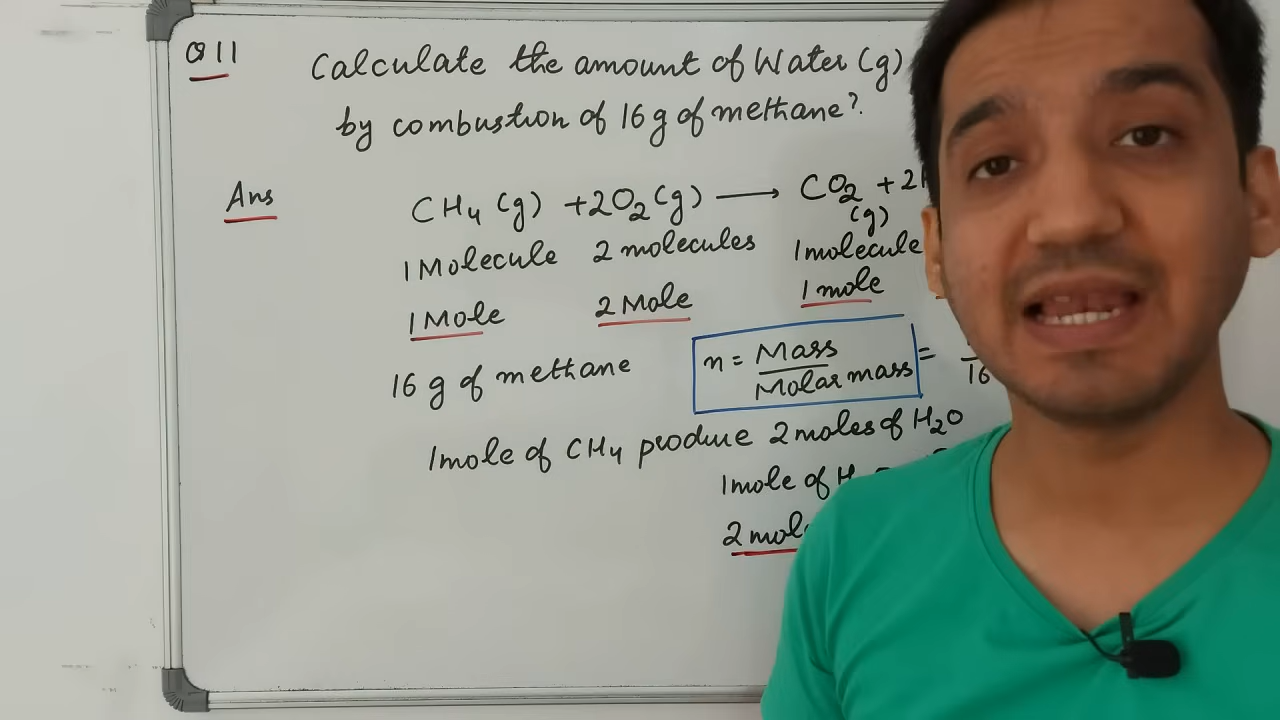 Q 11 Calculate the amount of Water (g)
by combustion of 16 g of methane?
Ans CH4 (g) + 2O2 (g) ⟶ CO2 + 2
(g)
1 Molecule 2 molecules 1 molecule
1 Mole 2 Mole 1 mole
16 g of methane n = Mass / Molar mass = 16
1 mole of CH4 produce 2 moles of H2O
1 mole of H
2 mol